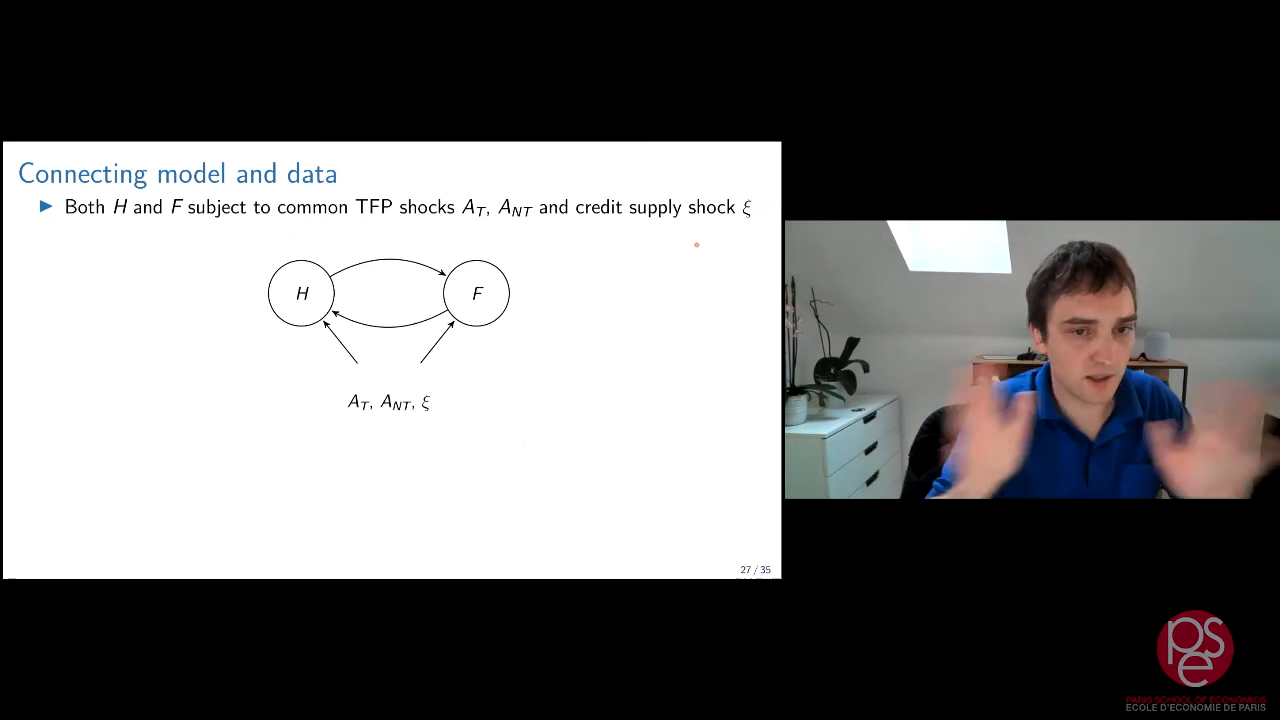 Connecting model and data
Both H and F subject to common TFP shocks A_T, A_NT and credit supply shock ξ
H
F
A_T, A_NT, ξ
27 / 35
pse
PARIS SCHOOL OF ECONOMICS
ECOLE D'ECONOMIE DE PARIS